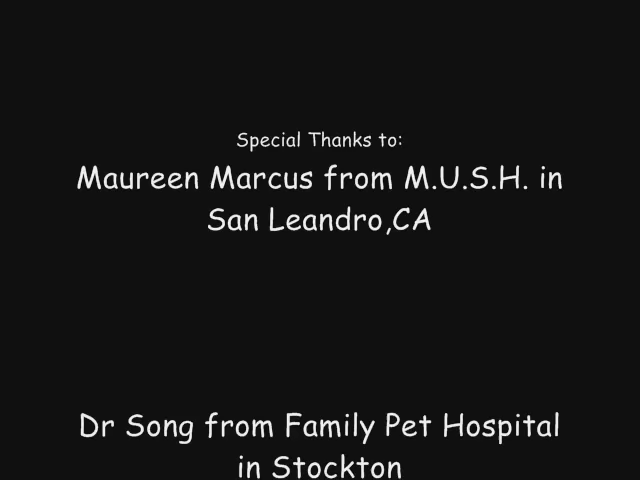 Special Thanks to:
Maureen Marcus from M.U.S.H. in
San Leandro,CA
Dr Song from Family Pet Hospital
in Stockton